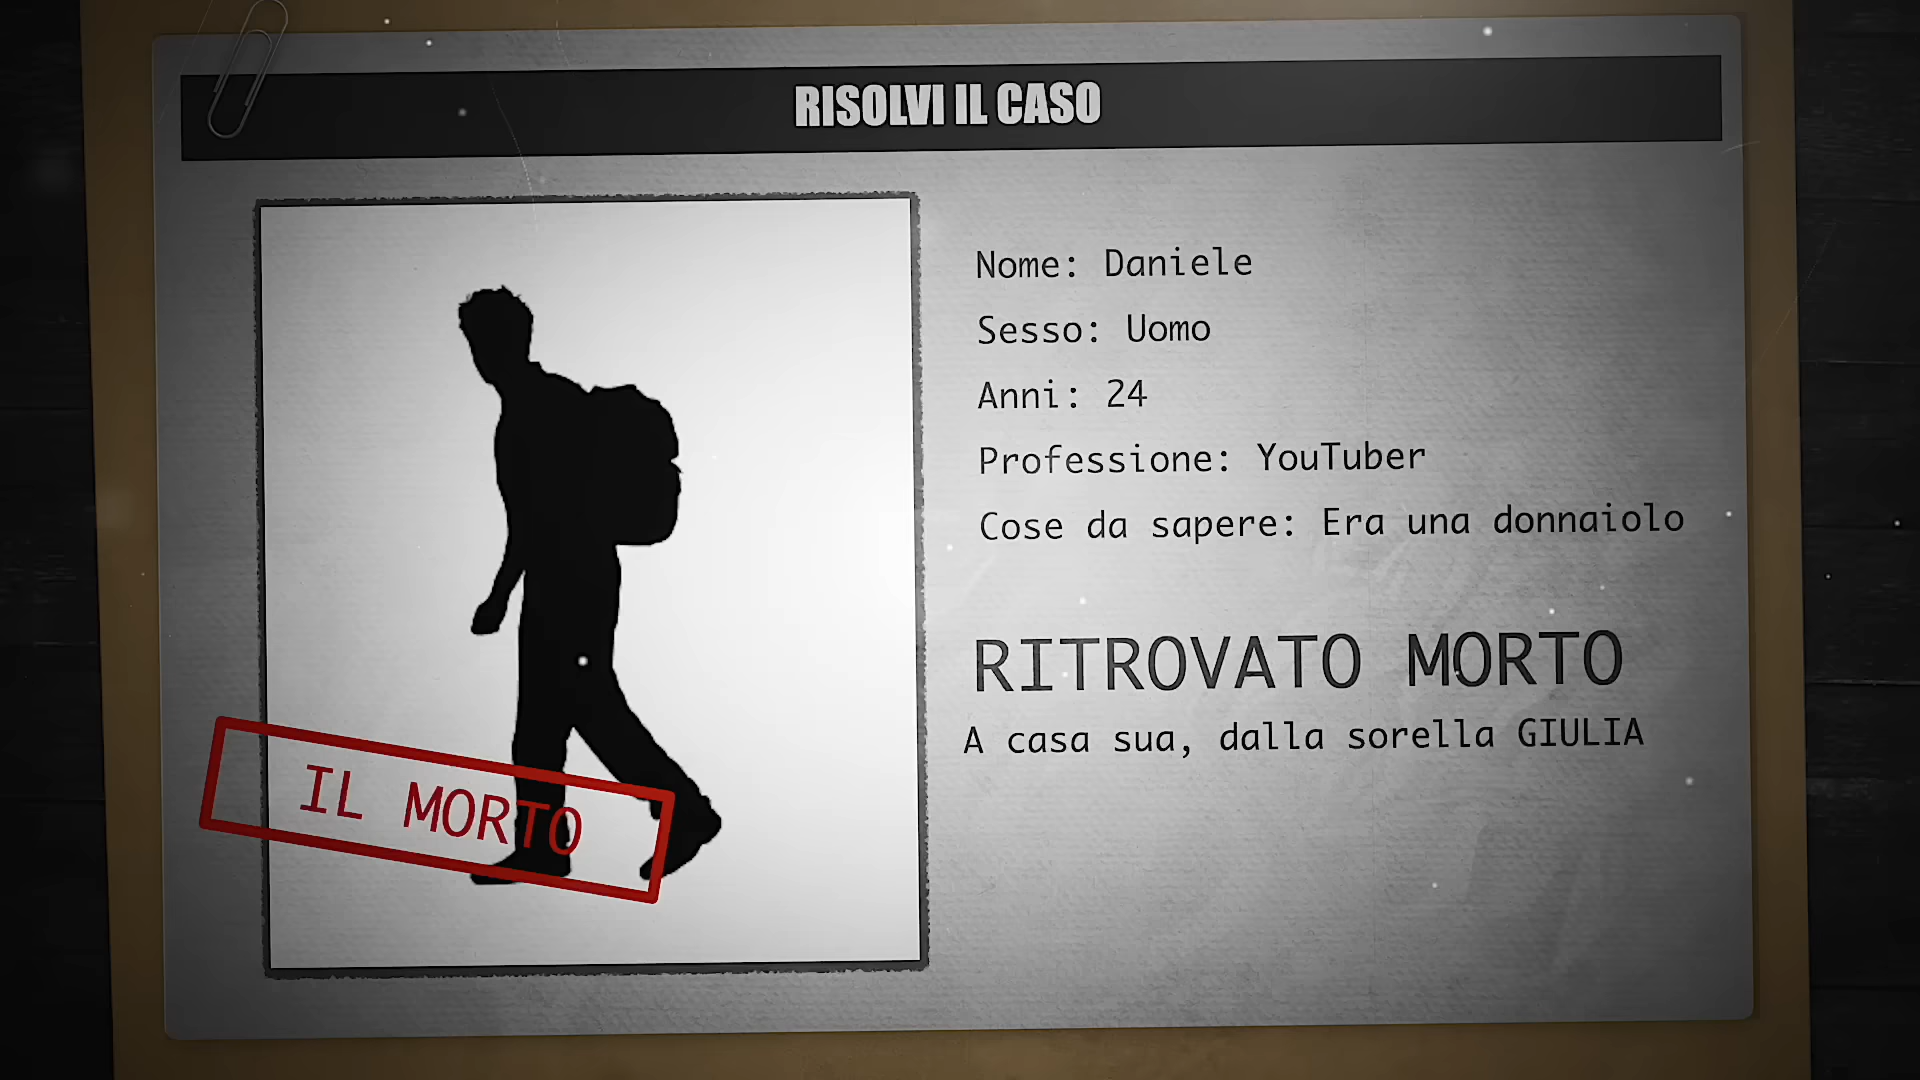 RISOLVI IL CASO
Nome: Daniele
Sesso: Uomo
Anni: 24
Professione: YouTuber
Cose da sapere: Era una donnaiolo
RITROVATO MORTO
A casa sua, dalla sorella GIULIA
IL MORTO